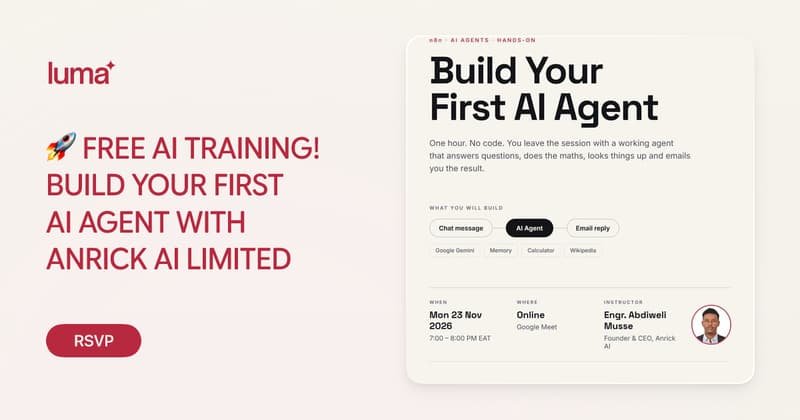 luma
🚀 FREE AI TRAINING!
BUILD YOUR FIRST
AI AGENT WITH
ANRICK AI LIMITED
RSVP
n8n · AI AGENTS · HANDS-ON
Build Your
First AI Agent
One hour. No code. You leave the session with a working agent
that answers questions, does the maths, looks things up and emails
you the result.
WHAT YOU WILL BUILD
Chat message AI Agent Email reply
Google Gemini Memory Calculator Wikipedia
WHEN
Mon 23 Nov
2026
7:00 – 8:00 PM EAT
WHERE
Online
Google Meet
INSTRUCTOR
Engr. Abdiweli
Musse
Founder & CEO, Anrick
AI